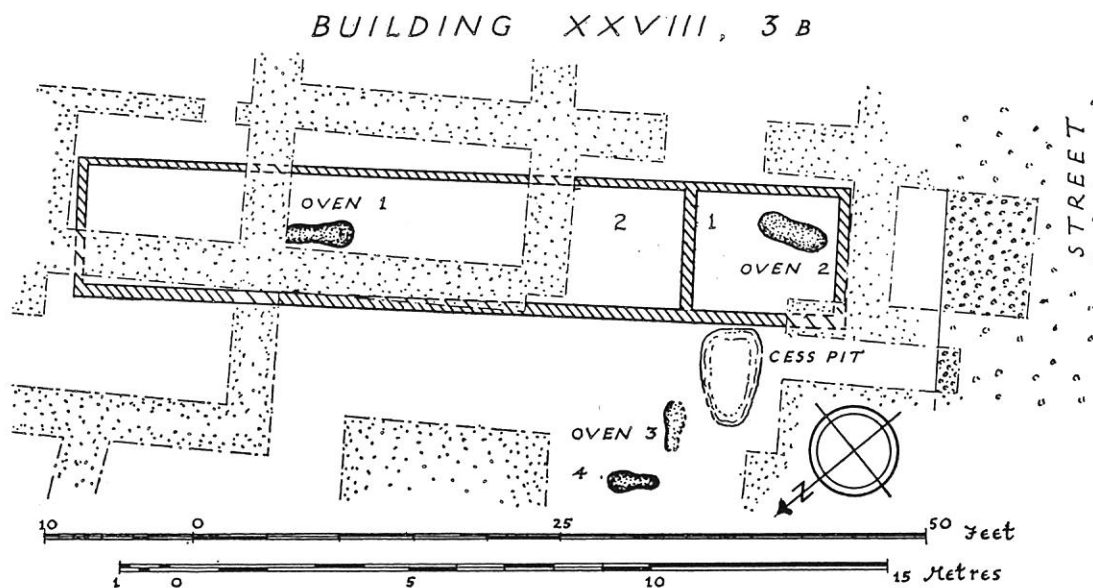 BUILDING XXVIII, 3 B
STREET
OVEN 1
2
1
OVEN 2
CESS PIT
OVEN 3
4
N
10 0 25 50 Feet
1 0 5 10 15 Metres